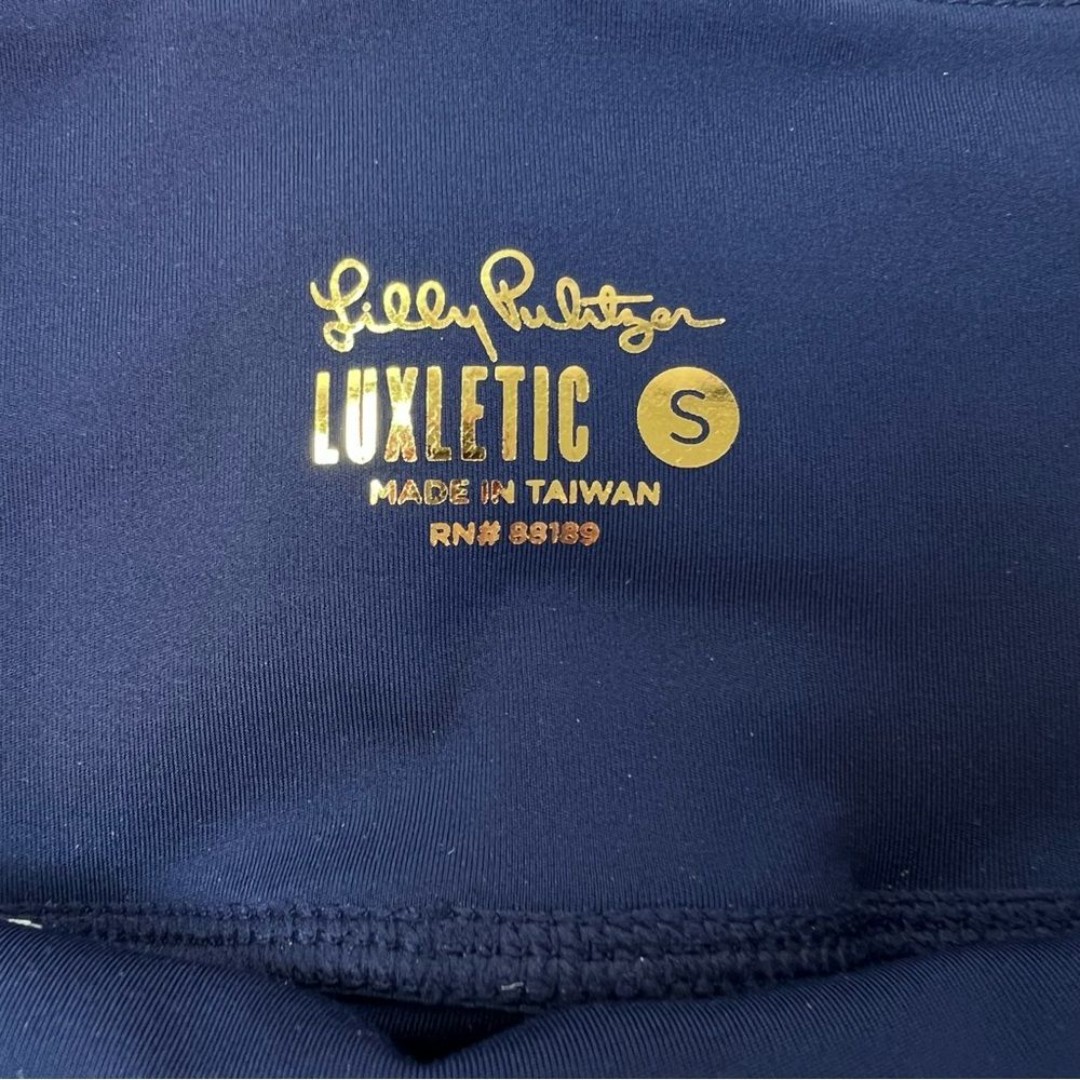 Lilly Pulitzer
LUXLETIC S
MADE IN TAIWAN
RN# 88189